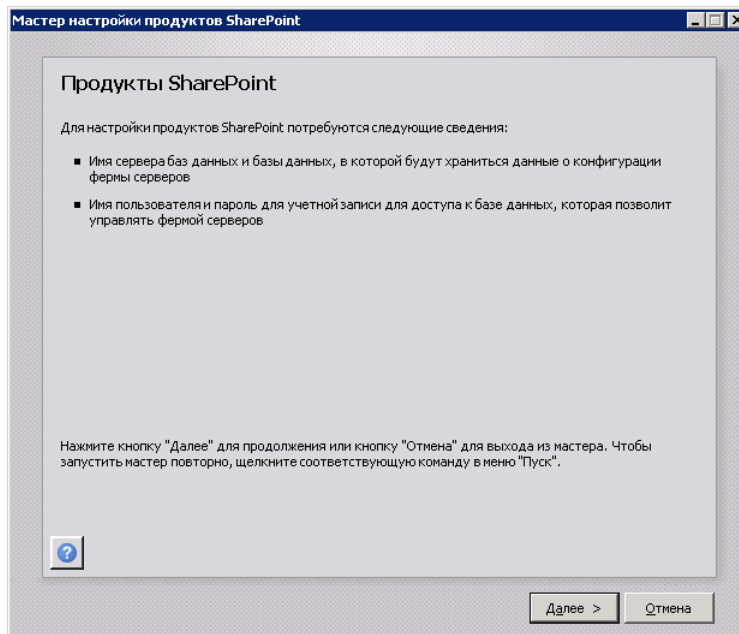 Мастер настройки продуктов SharePoint
Продукты SharePoint
Для настройки продуктов SharePoint потребуются следующие сведения:
Имя сервера баз данных и базы данных, в которой будут храниться данные о конфигурации
фермы серверов
Имя пользователя и пароль для учетной записи для доступа к базе данных, которая позволит
управлять фермой серверов
Нажмите кнопку "Далее" для продолжения или кнопку "Отмена" для выхода из мастера. Чтобы
запустить мастер повторно, щелкните соответствующую команду в меню "Пуск".
?
Далее >
Отмена